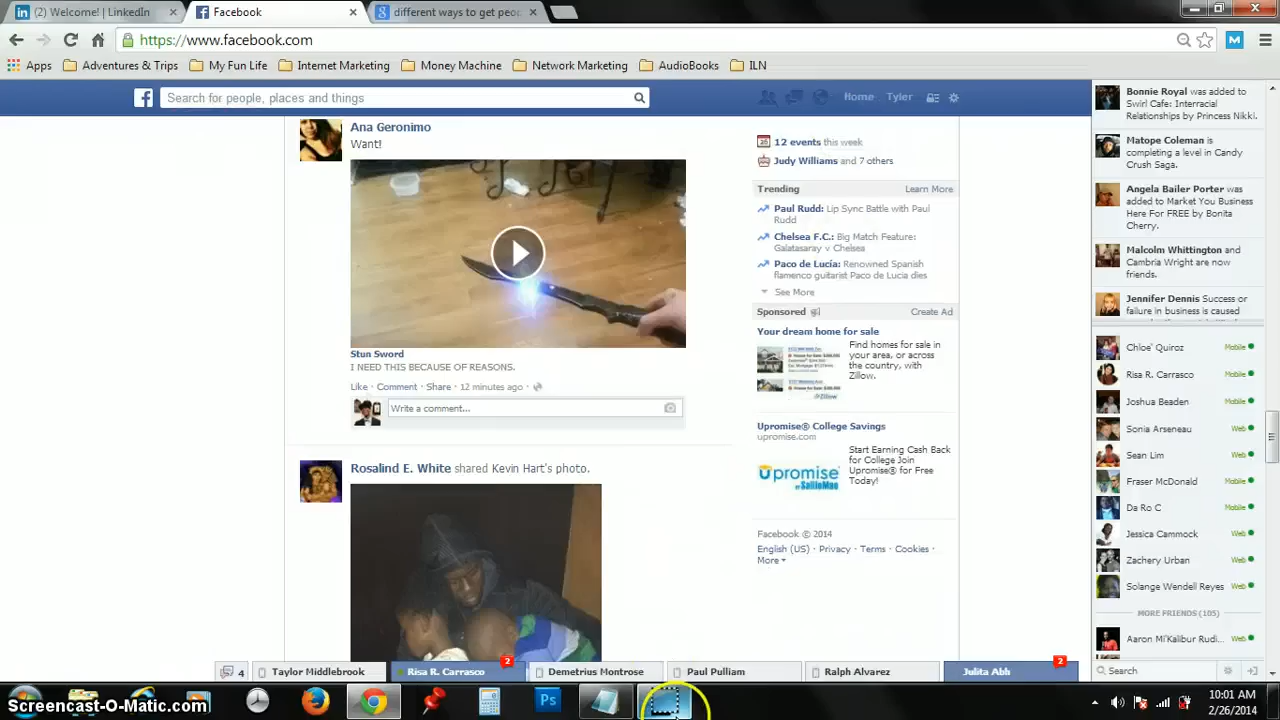 Welcome! | LinkedIn
Facebook
different ways to get peop
https://www.facebook.com
Apps
Adventures & Trips
My Fun Life
Internet Marketing
Money Machine
Network Marketing
AudioBooks
ILN
Search for people, places and things
Home
Tyler
Ana Geronimo
Want!
Stun Sword
I NEED THIS BECAUSE OF REASONS.
Like · Comment · Share · 12 minutes ago ·
Write a comment...
Rosalind E. White shared Kevin Hart's photo.
12 events this week
Judy Williams and 7 others
Trending
Learn More
Paul Rudd: Lip Sync Battle with Paul
Rudd
Chelsea F.C.: Big Match Feature:
Galatasaray v Chelsea
Paco de Lucía: Renowned Spanish
flamenco guitarist Paco de Lucia dies
See More
Sponsored
Create Ad
Your dream home for sale
Find homes for sale in
your area, or across
the country, with
Zillow.
Upromise® College Savings
upromise.com
Start Earning Cash Back
for College Join
Upromise® for Free
Today!
Upromise
BY SallieMae
Facebook © 2014
English (US) · Privacy · Terms · Cookies ·
More
Bonnie Royal was added to
Swirl Cafe: Interracial
Relationships by Princess Nikki.
Matope Coleman is
completing a level in Candy
Crush Saga.
Angela Bailer Porter was
added to Market You Business
Here For FREE by Bonita
Cherry.
Malcolm Whittington and
Cambria Wright are now
friends.
Jennifer Dennis Success or
failure in business is caused
Chloe' Quiroz Mobile
Risa R. Carrasco Mobile
Joshua Beaden Mobile
Sonia Arseneau Web
Sean Lim Web
Fraser McDonald Mobile
Da Ro C Mobile
Jessica Cammock Web
Zachery Urban Web
Solange Wendell Reyes Web
MORE FRIENDS (105)
Aaron Mi'Kalibur Rudi... Web
Search
4
Taylor Middlebrook
Risa R. Carrasco
2
Demetrius Montrose
Paul Pulliam
Ralph Alvarez
Julita Abh
2
Ps
10:01 AM
2/26/2014
Screencast-O-Matic.com